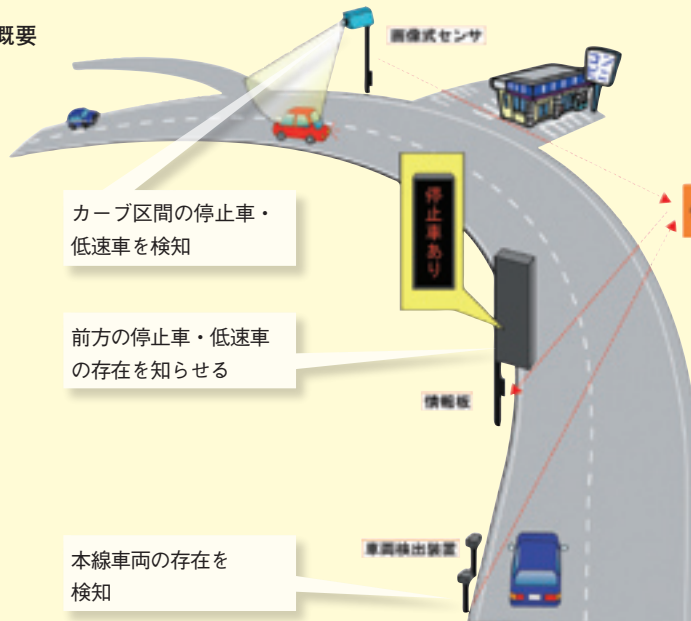 概要
画像式センサ
カーブ区間の停止車・
低速車を検知
停止車あり
前方の停止車・低速車
の存在を知らせる
情報板
車両検出装置
本線車両の存在を
検知